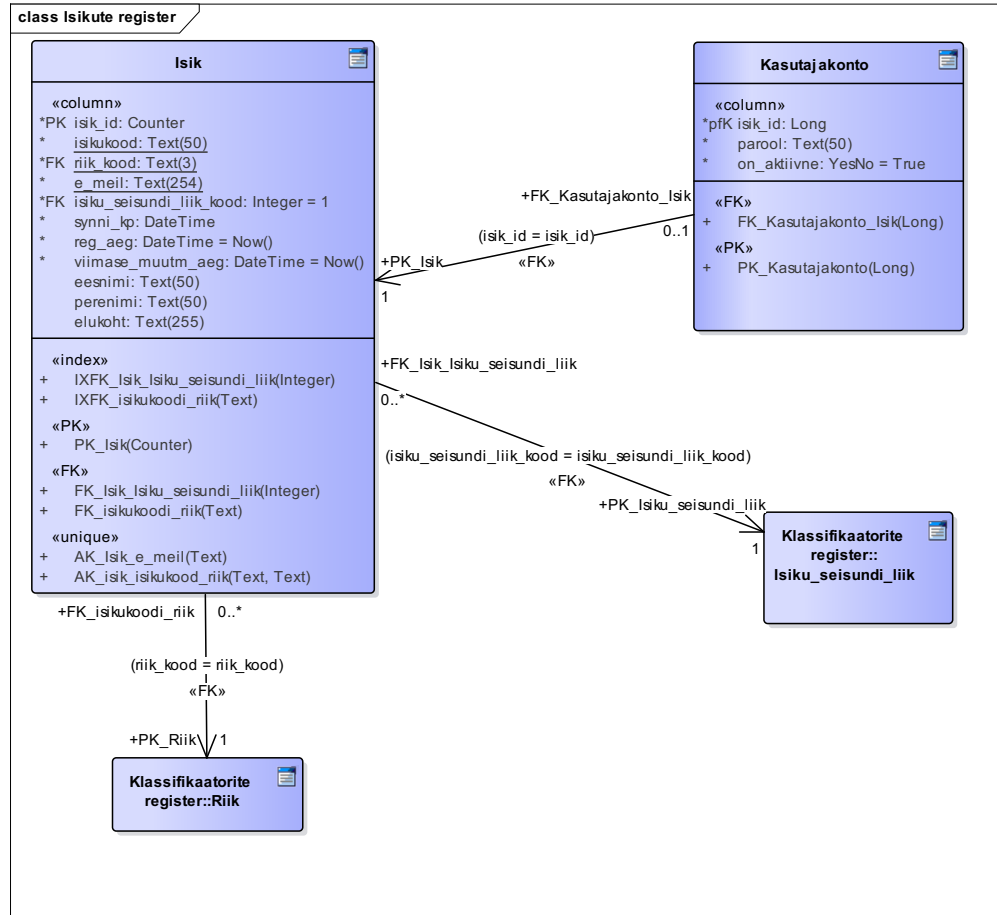 class Isikute register
Isik
«column»
*PK isik_id: Counter
* isikukood: Text(50)
*FK riik_kood: Text(3)
* e_meil: Text(254)
*FK isiku_seisundi_liik_kood: Integer = 1
* synni_kp: DateTime
* reg_aeg: DateTime = Now()
* viimase_muutm_aeg: DateTime = Now()
eesnimi: Text(50)
perenimi: Text(50)
elukoht: Text(255)
«index»
+ IXFK_Isik_Isiku_seisundi_liik(Integer)
+ IXFK_isikukoodi_riik(Text)
«PK»
+ PK_Isik(Counter)
«FK»
+ FK_Isik_Isiku_seisundi_liik(Integer)
+ FK_isikukoodi_riik(Text)
«unique»
+ AK_Isik_e_meil(Text)
+ AK_isik_isikukood_riik(Text, Text)
Kasutajakonto
«column»
*pfK isik_id: Long
* parool: Text(50)
* on_aktiivne: YesNo = True
«FK»
+ FK_Kasutajakonto_Isik(Long)
«PK»
+ PK_Kasutajakonto(Long)
+FK_Kasutajakonto_Isik
0..1
(isik_id = isik_id)
«FK»
+PK_Isik
1
+FK_Isik_Isiku_seisundi_liik
0..*
(isiku_seisundi_liik_kood = isiku_seisundi_liik_kood)
«FK»
+PK_Isiku_seisundi_liik
1
Klassifikaatorite
register::
Isiku_seisundi_liik
+FK_isikukoodi_riik 0..*
(riik_kood = riik_kood)
«FK»
+PK_Riik 1
Klassifikaatorite
register::Riik